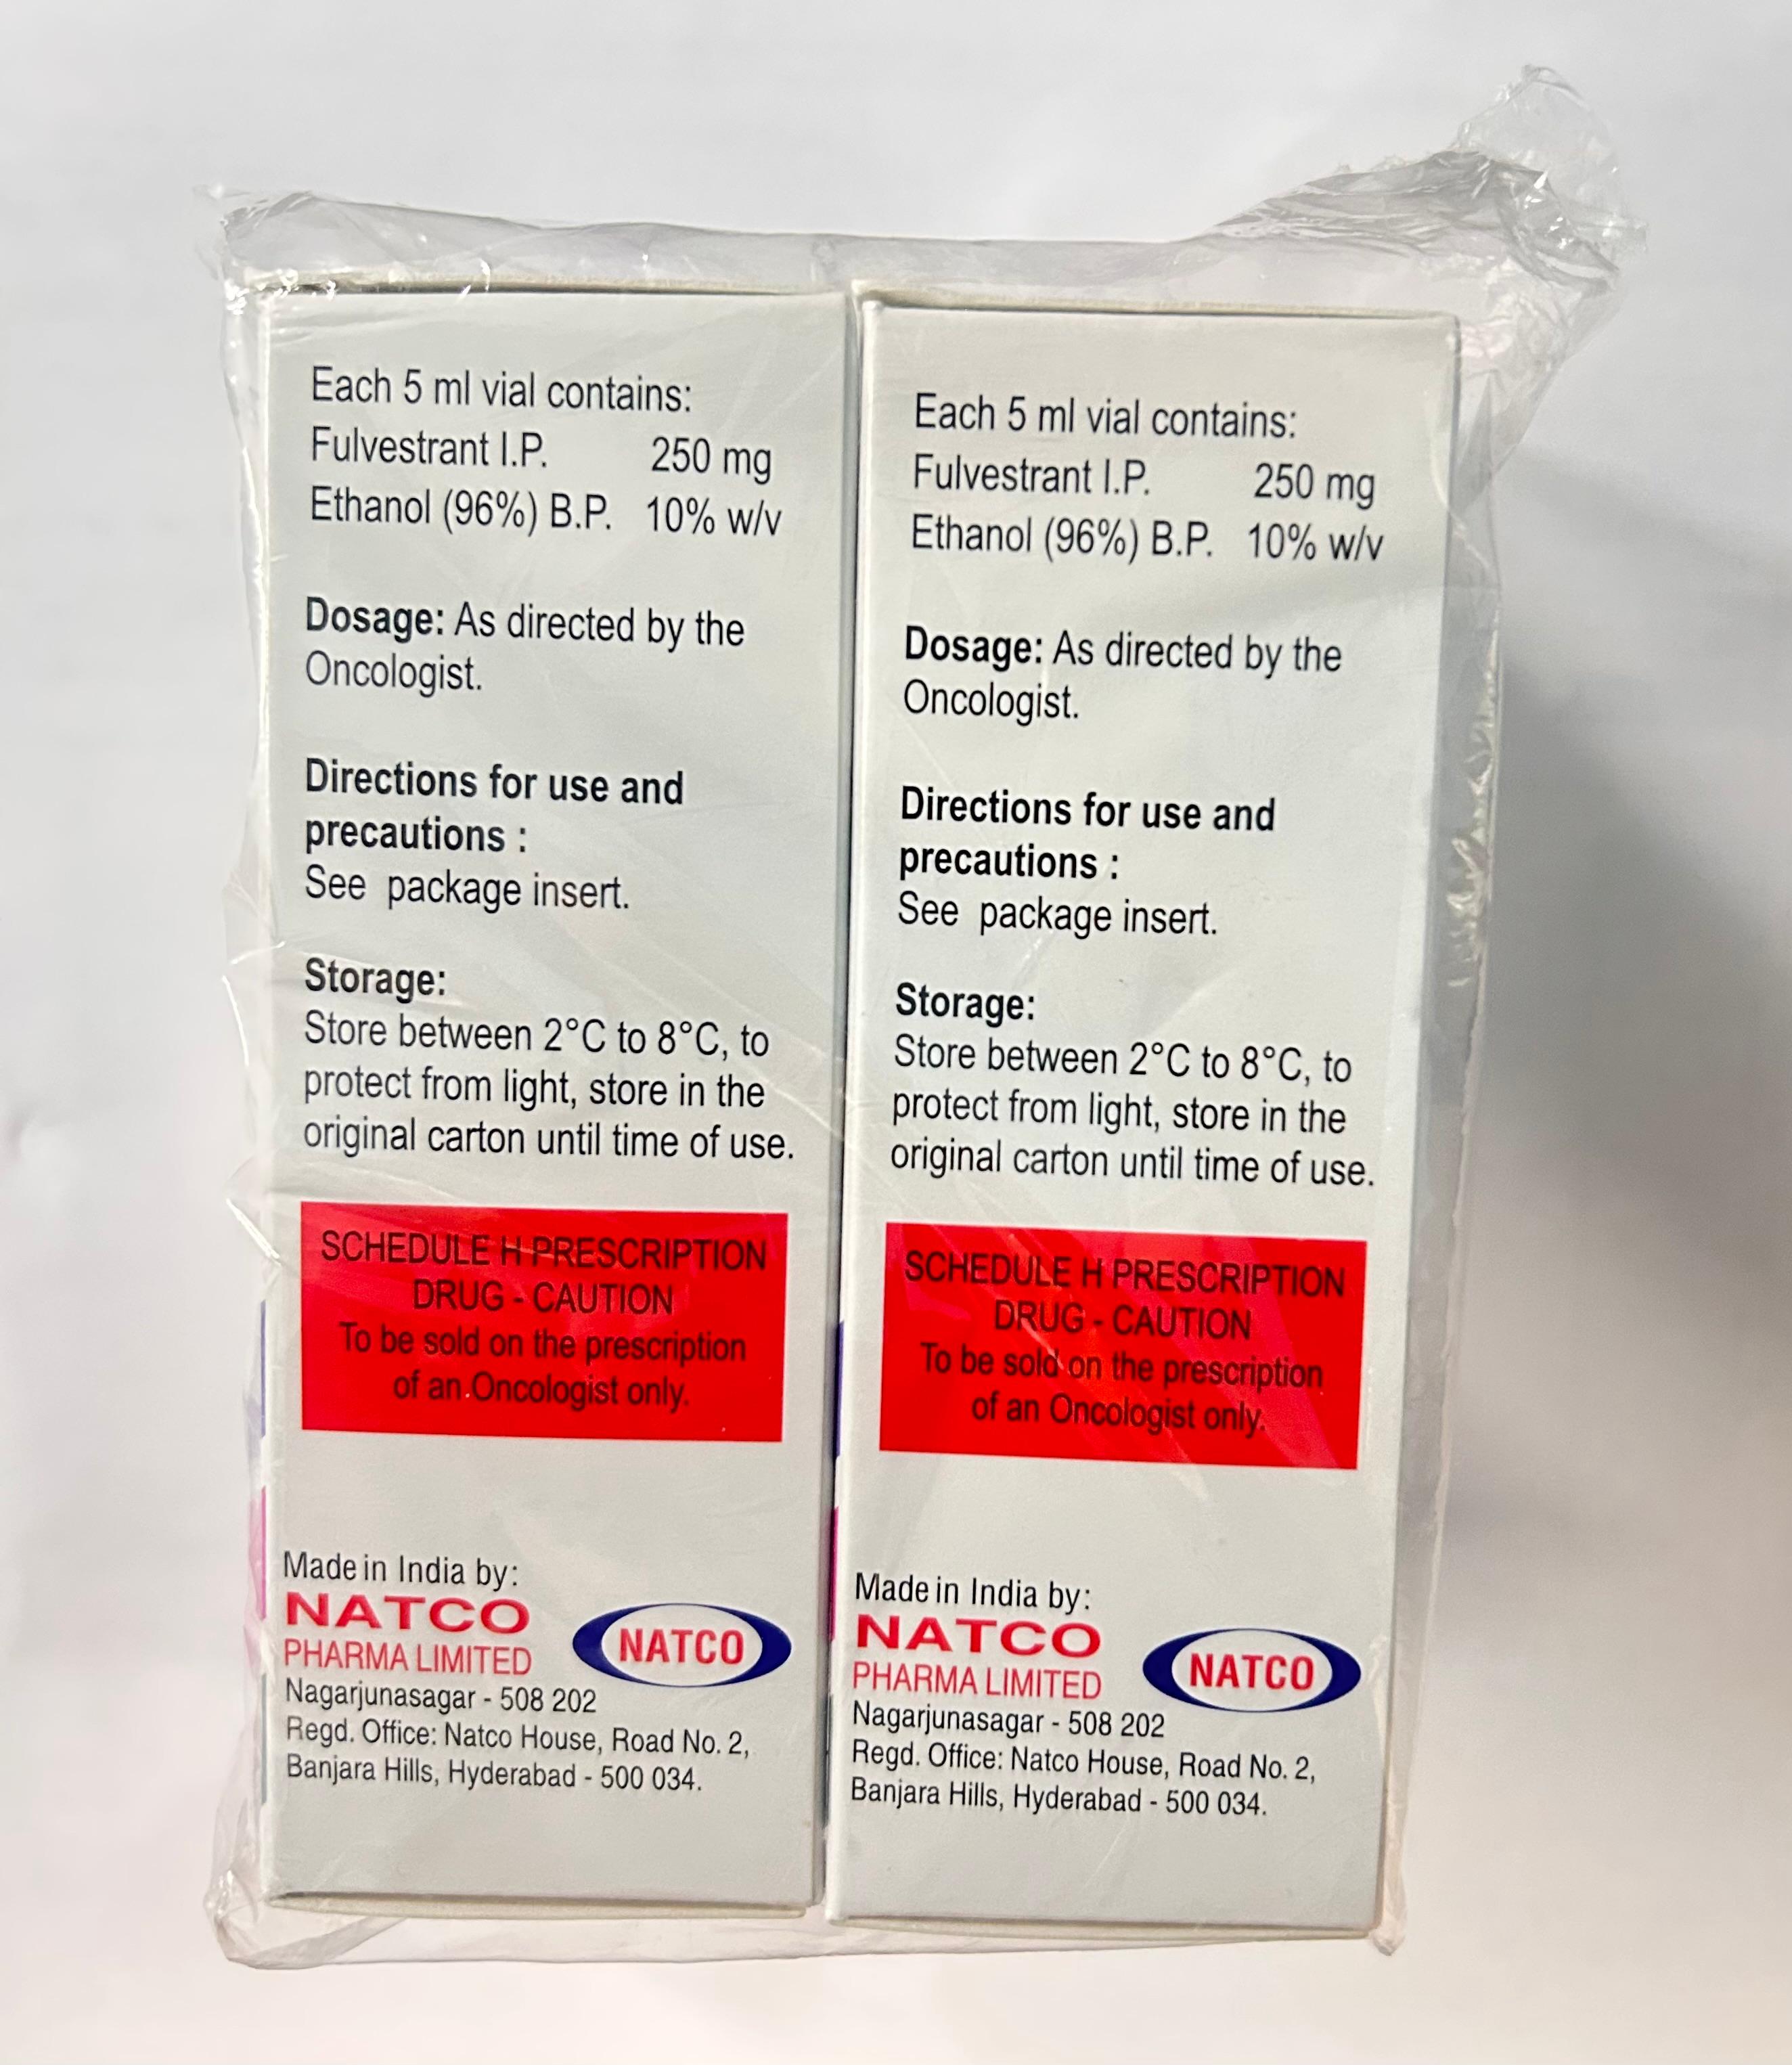 Each 5 ml vial contains:
Fulvestrant I.P. 250 mg
Ethanol (96%) B.P. 10% w/v
Dosage: As directed by the
Oncologist.
Directions for use and
precautions :
See package insert.
Storage:
Store between 2°C to 8°C, to
protect from light, store in the
original carton until time of use.
SCHEDULE H PRESCRIPTION
DRUG - CAUTION
To be sold on the prescription
of an Oncologist only.
Made in India by:
NATCO
PHARMA LIMITED
NATCO
Nagarjunasagar - 508 202
Regd. Office: Natco House, Road No. 2,
Banjara Hills, Hyderabad - 500 034.
Each 5 ml vial contains:
Fulvestrant I.P. 250 mg
Ethanol (96%) B.P. 10% w/v
Dosage: As directed by the
Oncologist.
Directions for use and
precautions :
See package insert.
Storage:
Store between 2°C to 8°C, to
protect from light, store in the
original carton until time of use.
SCHEDULE H PRESCRIPTION
DRUG - CAUTION
To be sold on the prescription
of an Oncologist only.
Made in India by:
NATCO
PHARMA LIMITED
NATCO
Nagarjunasagar - 508 202
Regd. Office: Natco House, Road No. 2,
Banjara Hills, Hyderabad - 500 034.